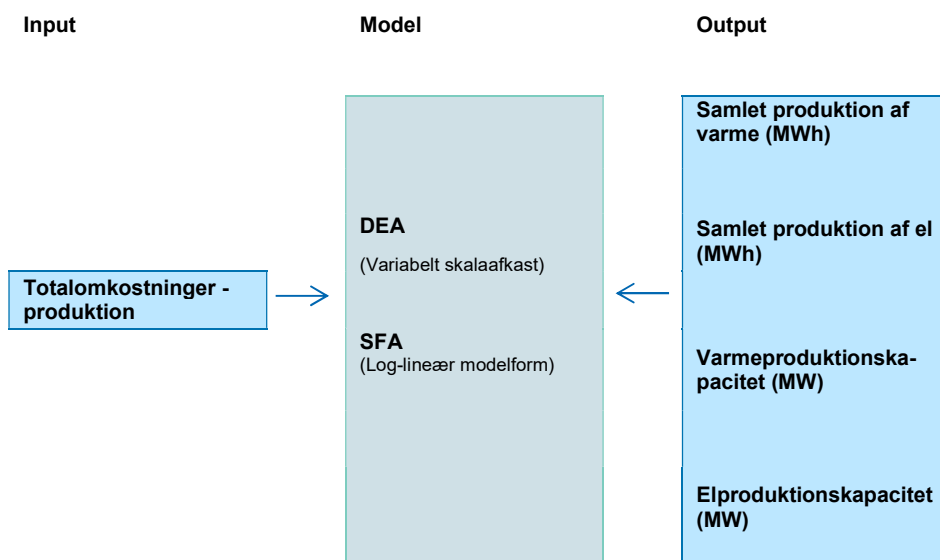 Input
Model
Output
Totalomkostninger -
produktion
DEA
(Variabelt skalaafkast)
SFA
(Log-lineær modelform)
Samlet produktion af
varme (MWh)
Samlet produktion af el
(MWh)
Varmeproduktionska-
pacitet (MW)
Elproduktionskapacitet
(MW)